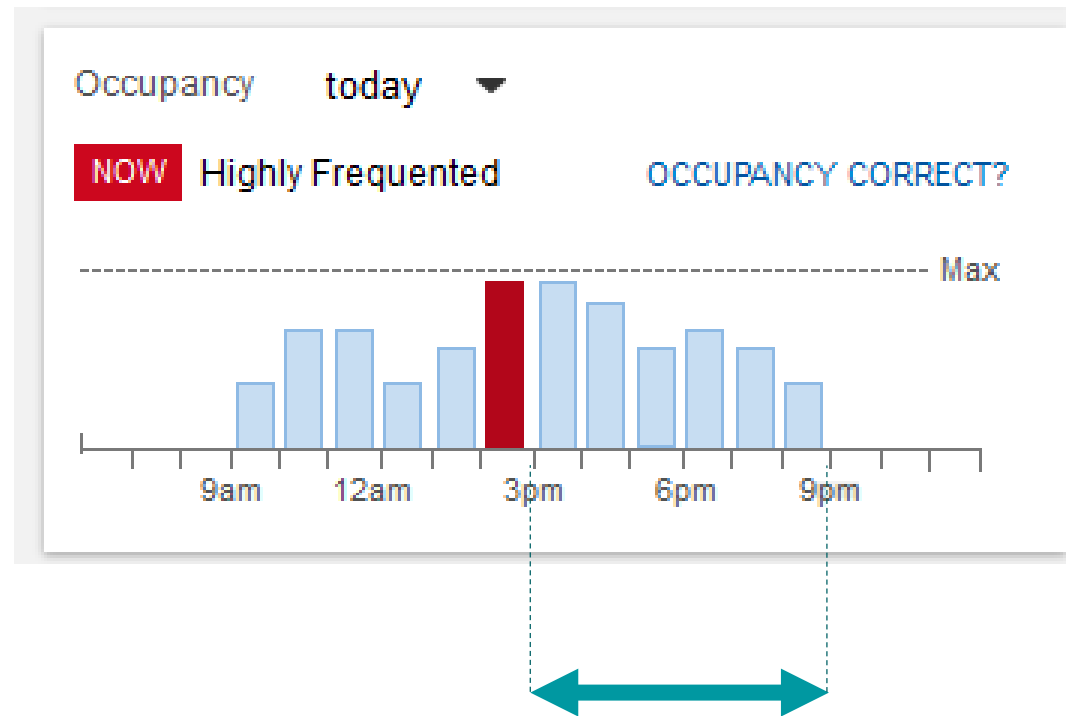 Occupancy today
NOW Highly Frequented OCCUPANCY CORRECT?
Max
9am 12am 3pm 6pm 9pm